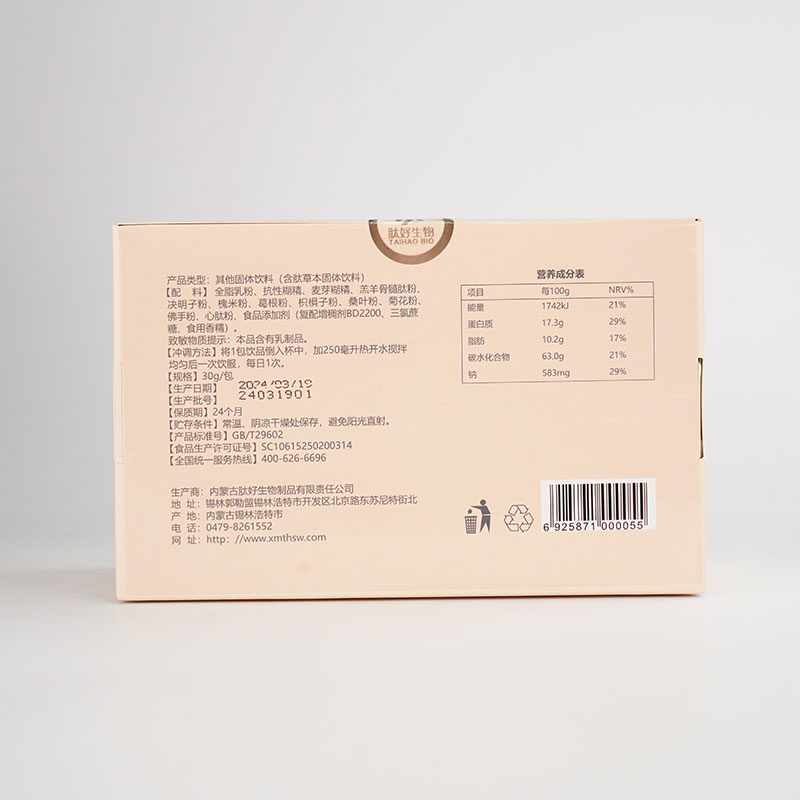 肽好生物
TAIHAO BIO
产品类型：其他固体饮料（含肽草本固体饮料）
【配 料】全脂乳粉、抗性糊精、麦芽糊精、羔羊骨髓肽粉、
决明子粉、槐米粉、葛根粉、枳椇子粉、桑叶粉、菊花粉、
佛手粉、心肽粉、食品添加剂（复配增稠剂BD2200、三氯蔗
糖、食用香精）。
致敏物质提示：本品含有乳制品。
【冲调方法】将1包饮品倒入杯中，加250毫升热开水搅拌
均匀后一次饮服，每日1次。
【规格】30g/包
【生产日期】 2024/03/19
【生产批号】 24031901
【保质期】24个月
【贮存条件】常温、阴凉干燥处保存，避免阳光直射。
【产品标准号】GB/T29602
【食品生产许可证号】SC10615250200314
【全国统一服务热线】400-626-6696
生产商：内蒙古肽好生物制品有限责任公司
地 址：锡林郭勒盟锡林浩特市开发区北京路东苏尼特街北
产 地：内蒙古锡林浩特市
电 话：0479-8261552
网 址：http：//www.xmthsw.com
营养成分表
项目 每100g NRV%
能量 1742kJ 21%
蛋白质 17.3g 29%
脂肪 10.2g 17%
碳水化合物 63.0g 21%
钠 583mg 29%
6 925871 000055